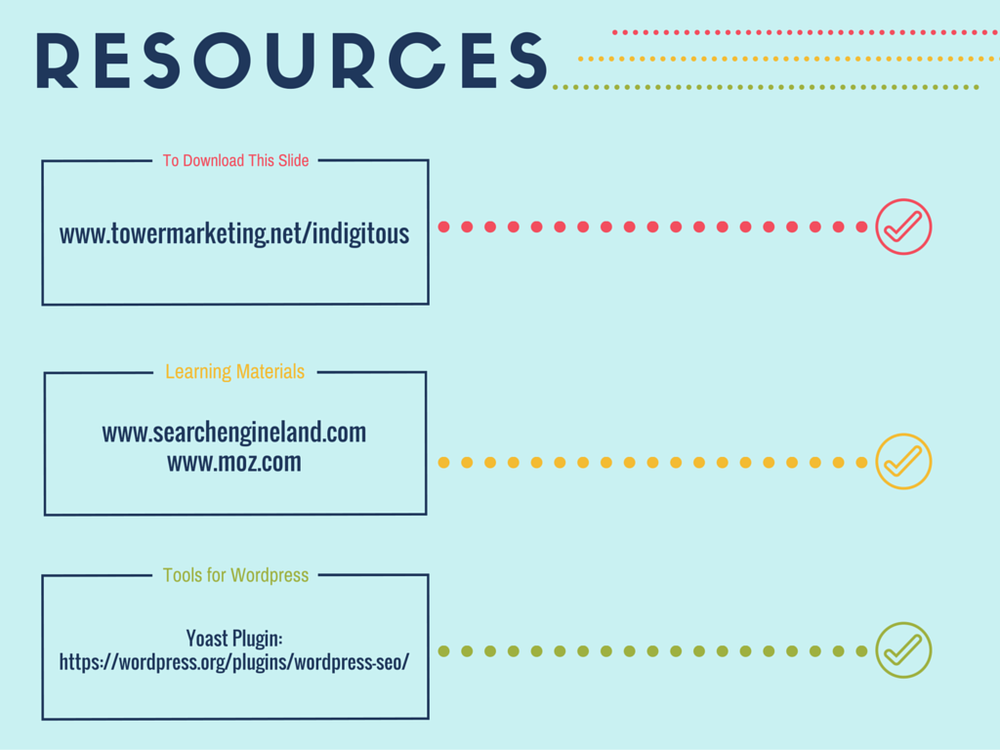 RESOURCES
To Download This Slide
www.towermarketing.net/indigitous
Learning Materials
www.searchengineland.com
www.moz.com
Tools for Wordpress
Yoast Plugin:
https://wordpress.org/plugins/wordpress-seo/